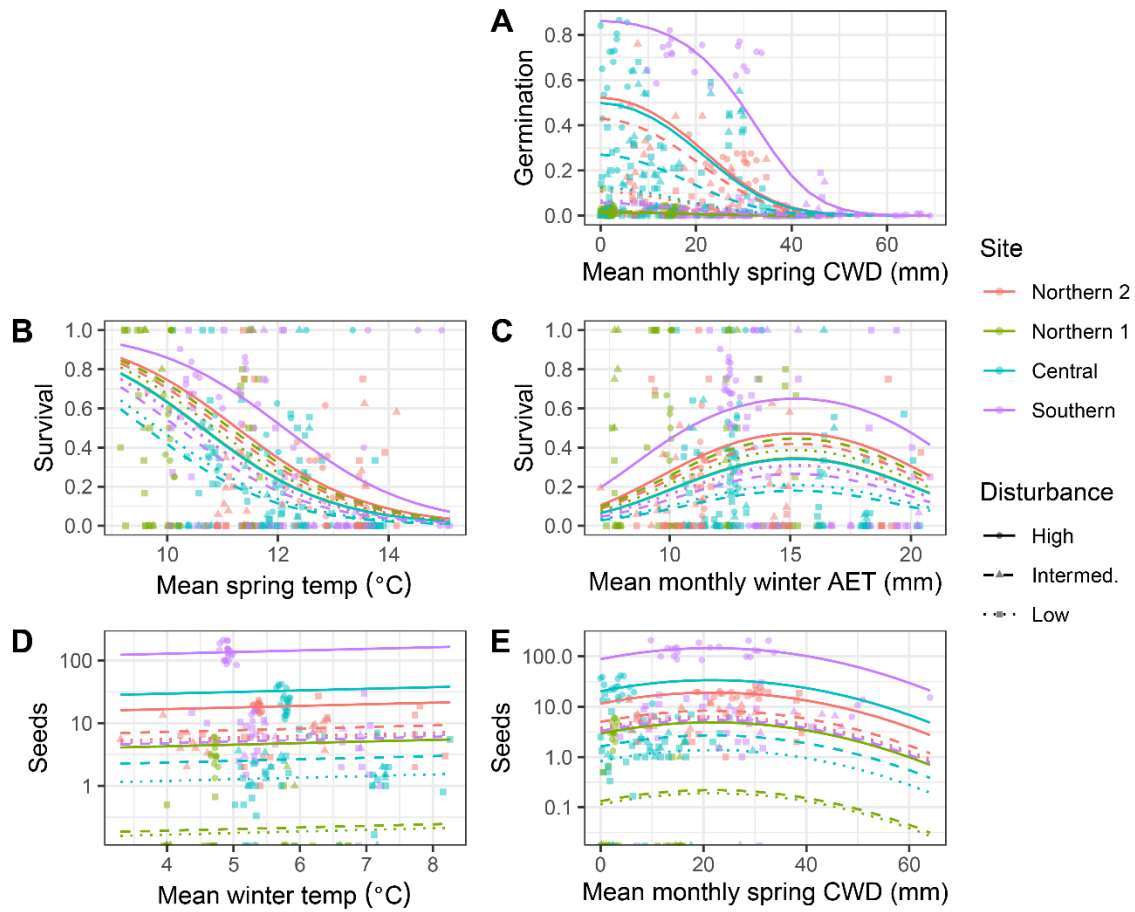 A
Germination
0.8
0.6
0.4
0.2
0.0
0 20 40 60
Mean monthly spring CWD (mm)
B
Survival
1.0
0.8
0.6
0.4
0.2
0.0
10 12 14
Mean spring temp (°C)
C
Survival
1.0
0.8
0.6
0.4
0.2
0.0
10 15 20
Mean monthly winter AET (mm)
D
Seeds
100
10
1
4 5 6 7 8
Mean winter temp (°C)
E
Seeds
100.0
10.0
1.0
0.1
0 20 40 60
Mean monthly spring CWD (mm)
Site
Northern 2
Northern 1
Central
Southern
Disturbance
High
Intermed.
Low